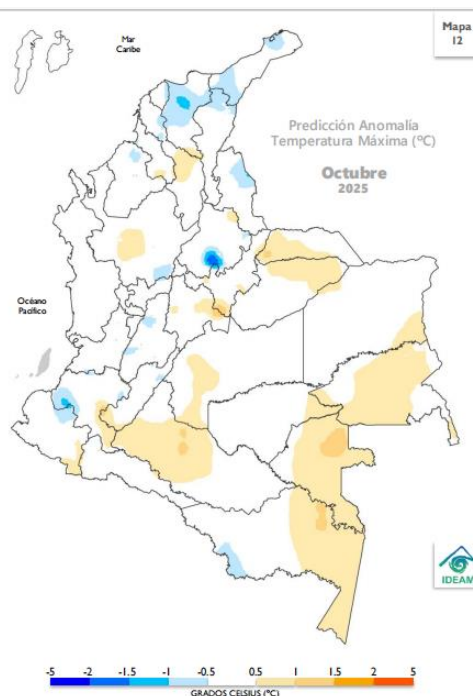 Mapa
12
Mar
Caribe
Predicción Anomalía
Temperatura Máxima (ºC)
Octubre
2025
Océano
Pacífico
IDEAM
-5 -2 -1.5 -1 -0.5 0.5 1 1.5 2 5
GRADOS CELSIUS (ºC)